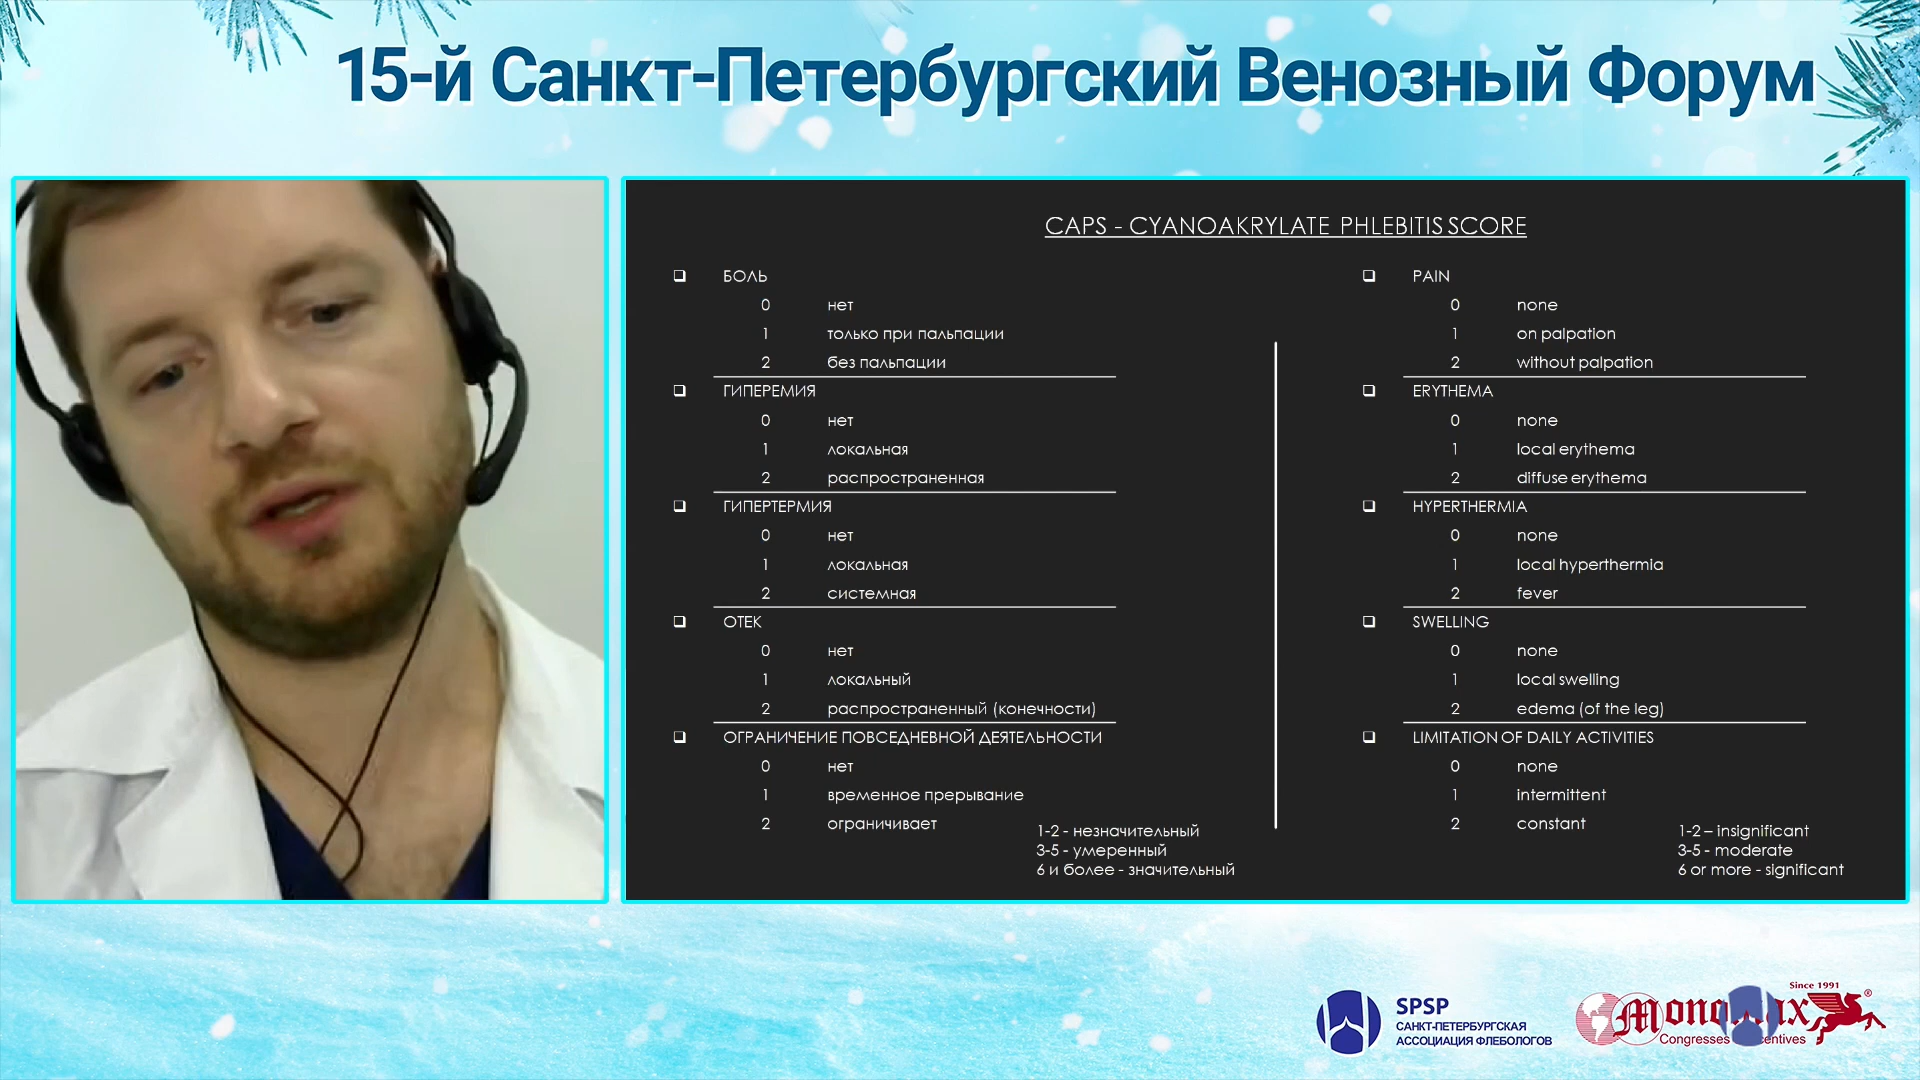 15-й Санкт-Петербургский Венозный Форум
CAPS - CYANOAKRYLATE PHLEBITIS SCORE
БОЛЬ
0 нет
1 только при пальпации
2 без пальпации
ГИПЕРЕМИЯ
0 нет
1 локальная
2 распространенная
ГИПЕРТЕРМИЯ
0 нет
1 локальная
2 системная
ОТЕК
0 нет
1 локальный
2 распространенный (конечности)
ОГРАНИЧЕНИЕ ПОВСЕДНЕВНОЙ ДЕЯТЕЛЬНОСТИ
0 нет
1 временное прерывание
2 ограничивает
1-2 - незначительный
3-5 - умеренный
6 и более - значительный
PAIN
0 none
1 on palpation
2 without palpation
ERYTHEMA
0 none
1 local erythema
2 diffuse erythema
HYPERTHERMIA
0 none
1 local hyperthermia
2 fever
SWELLING
0 none
1 local swelling
2 edema (of the leg)
LIMITATION OF DAILY ACTIVITIES
0 none
1 intermittent
2 constant
1-2 – insignificant
3-5 - moderate
6 or more - significant
SPSP
САНКТ-ПЕТЕРБУРГСКАЯ
АССОЦИАЦИЯ ФЛЕБОЛОГОВ
Since 1991
Congresses